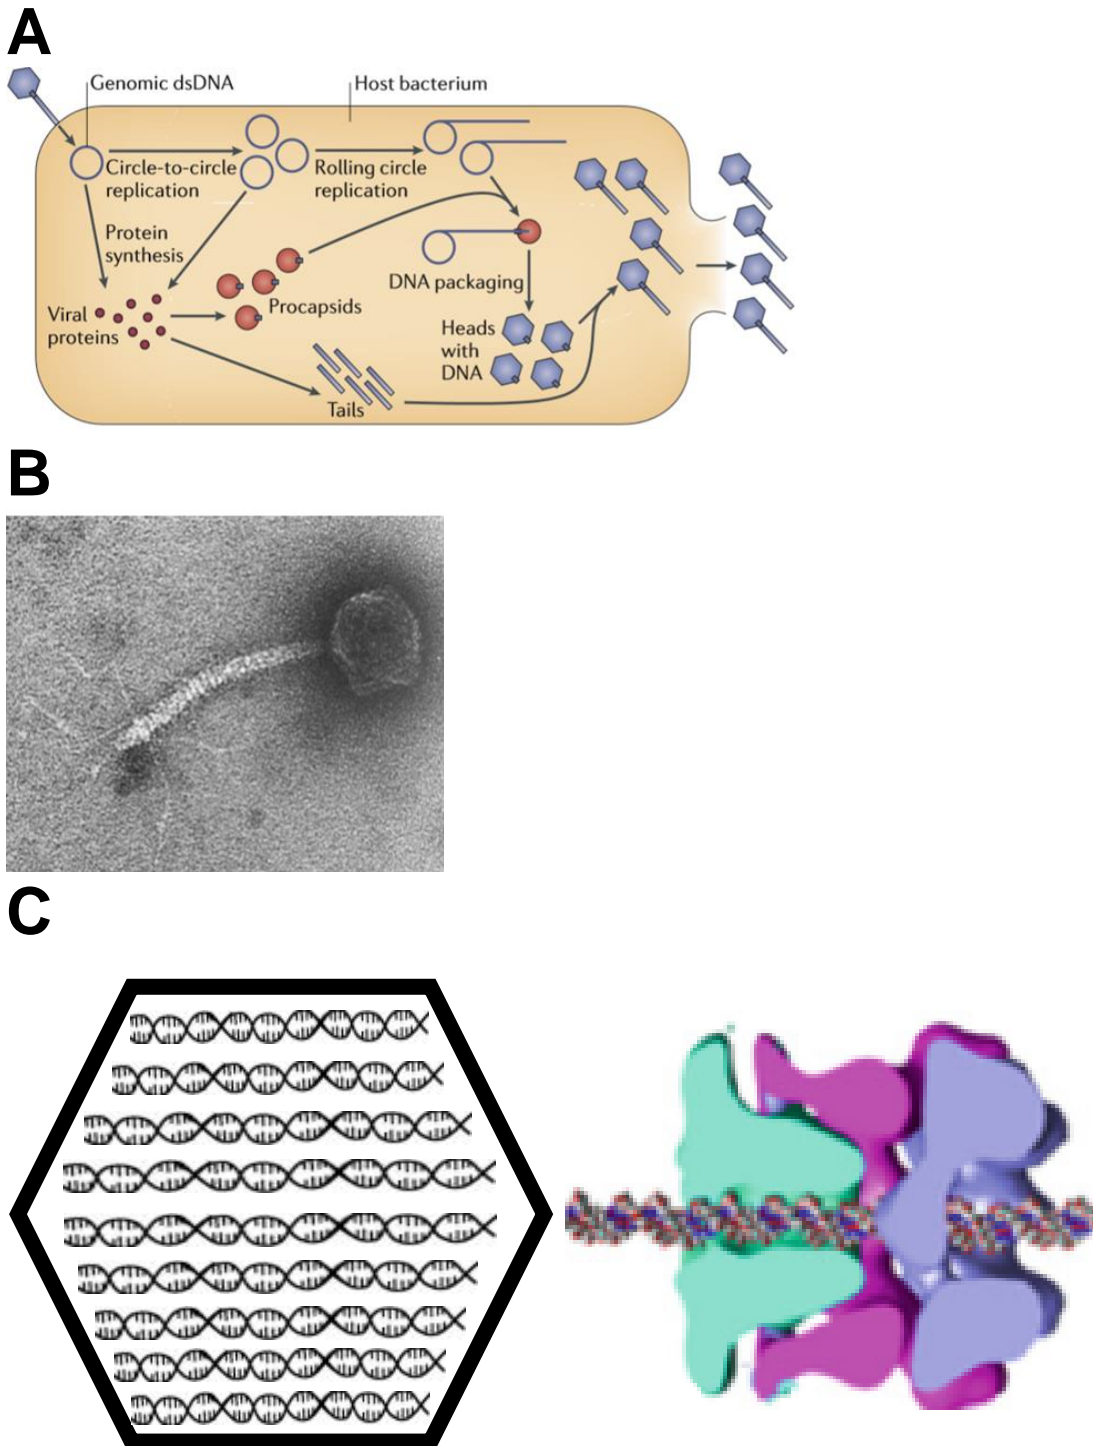 A
Genomic dsDNA
Host bacterium
Circle-to-circle
replication
Rolling circle
replication
Protein
synthesis
DNA packaging
Procapsids
Viral
proteins
Heads
with
DNA
Tails
B
C